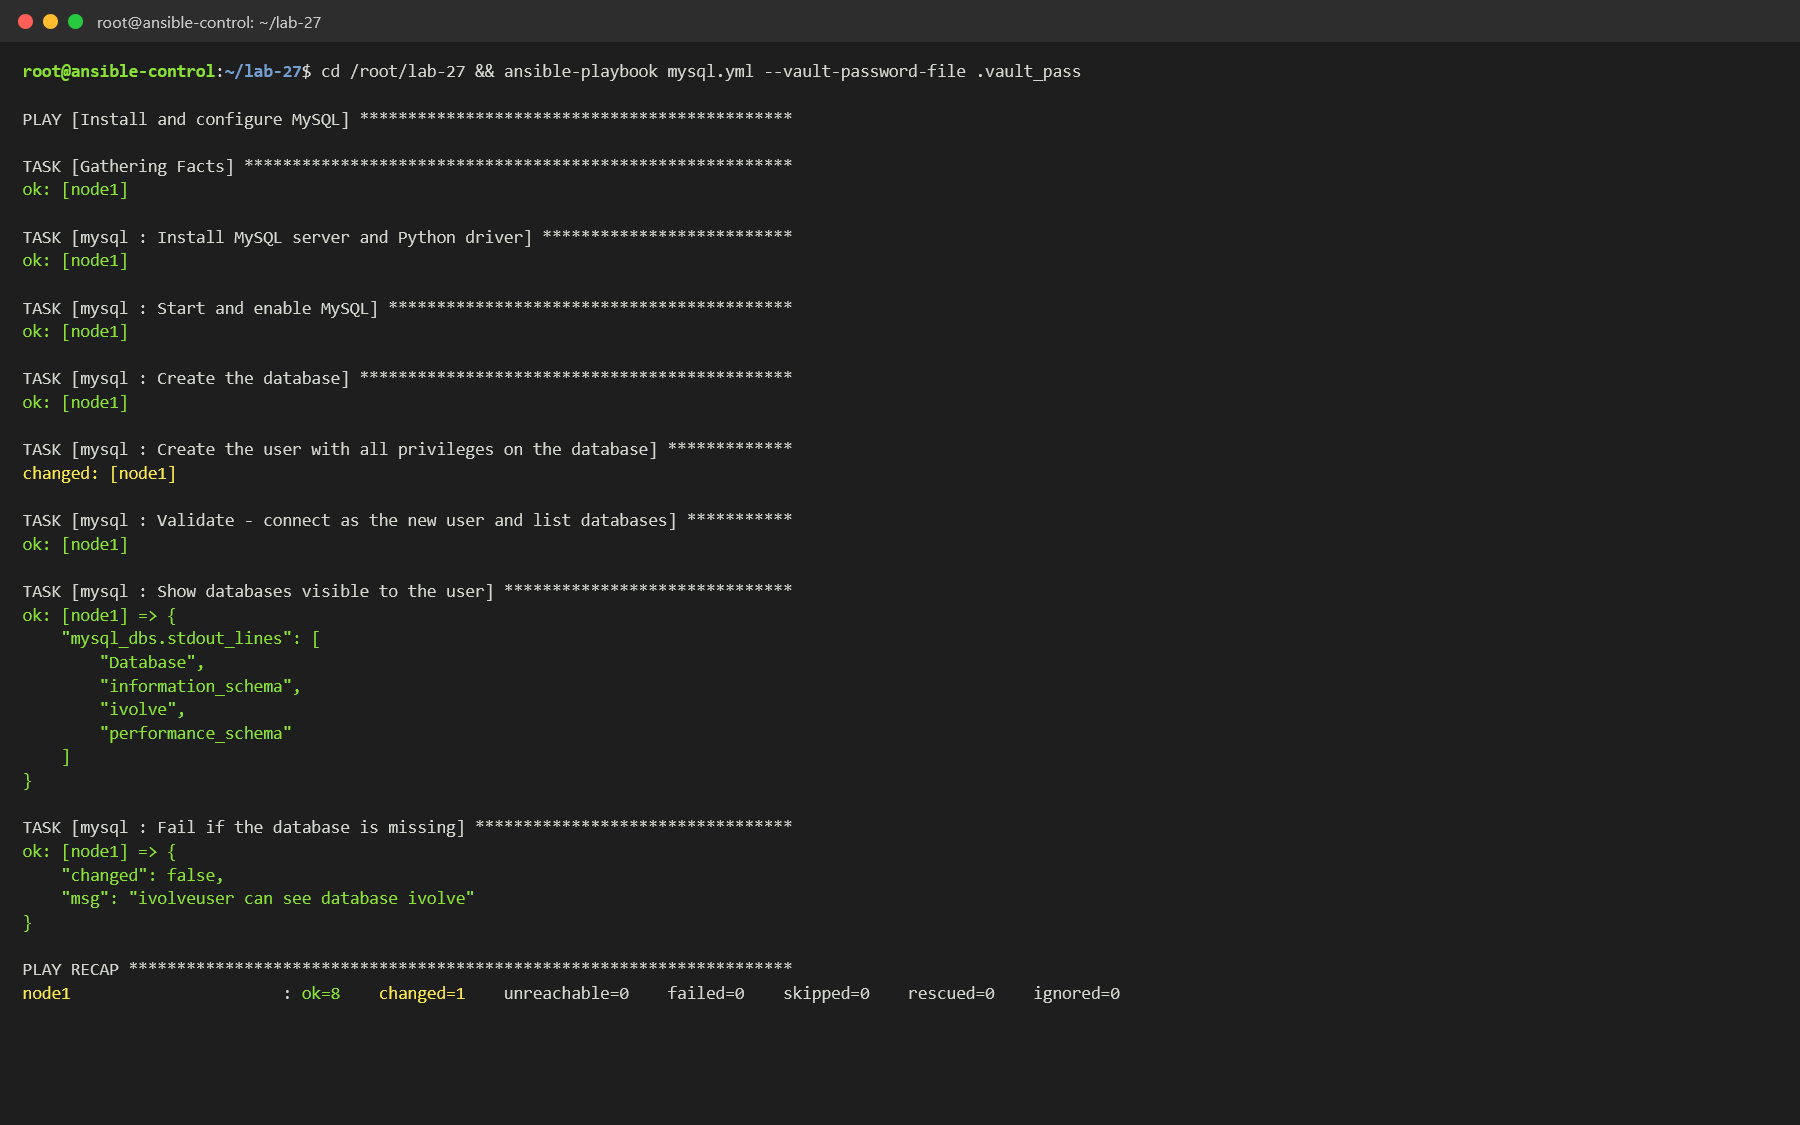 root@ansible-control: ~/lab-27
root@ansible-control:~/lab-27$ cd /root/lab-27 && ansible-playbook mysql.yml --vault-password-file .vault_pass
PLAY [Install and configure MySQL] *********************************************
TASK [Gathering Facts] *********************************************************
ok: [node1]
TASK [mysql : Install MySQL server and Python driver] **************************
ok: [node1]
TASK [mysql : Start and enable MySQL] ******************************************
ok: [node1]
TASK [mysql : Create the database] *********************************************
ok: [node1]
TASK [mysql : Create the user with all privileges on the database] *************
changed: [node1]
TASK [mysql : Validate - connect as the new user and list databases] ***********
ok: [node1]
TASK [mysql : Show databases visible to the user] ******************************
ok: [node1] => {
    "mysql_dbs.stdout_lines": [
        "Database",
        "information_schema",
        "ivolve",
        "performance_schema"
    ]
}
TASK [mysql : Fail if the database is missing] *********************************
ok: [node1] => {
    "changed": false,
    "msg": "ivolveuser can see database ivolve"
}
PLAY RECAP *********************************************************************
node1                      : ok=8    changed=1    unreachable=0    failed=0    skipped=0    rescued=0    ignored=0